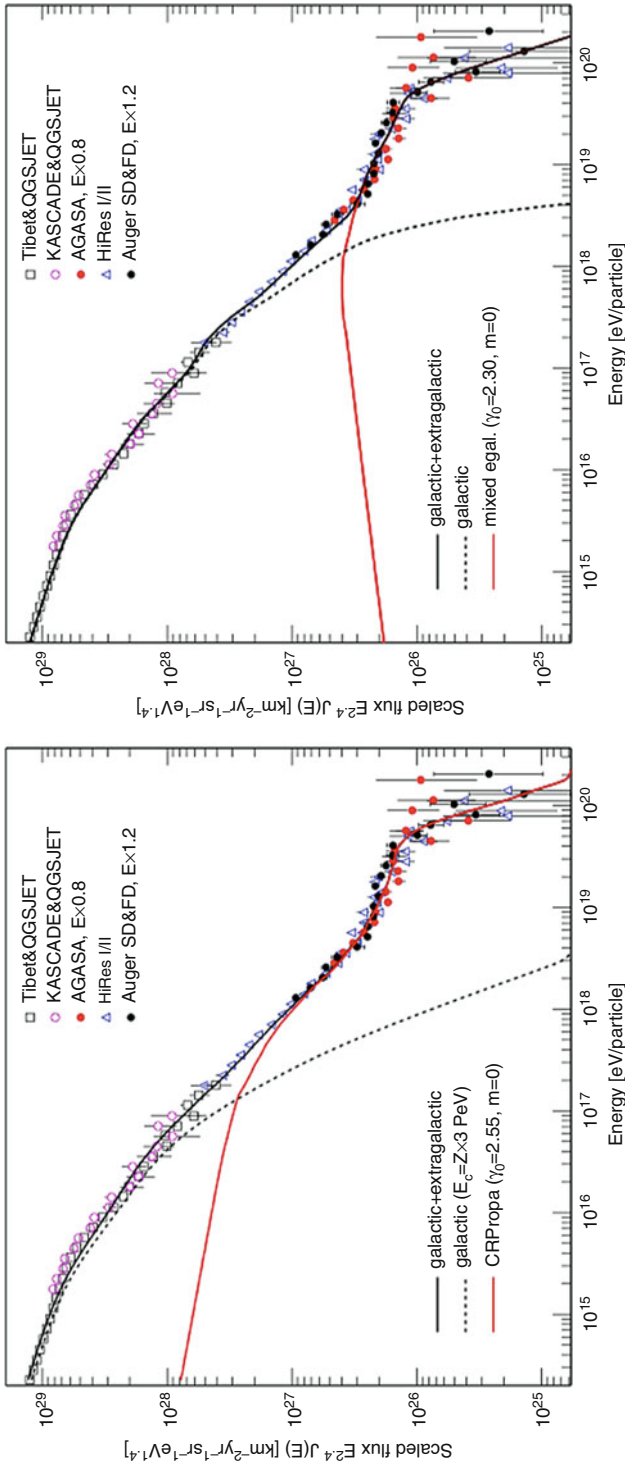 Scaled flux E^2.4 J(E) [km^−2yr^−1sr^−1eV^1.4]
10^29
10^28
10^27
10^26
10^25
□ Tibet&QGSJET
○ KASCADE&QGSJET
● AGASA, E×0.8
△ HiRes I/II
● Auger SD&FD, E×1.2
galactic+extragalactic
galactic (E_c=Z×3 PeV)
CRPropa (γ_0=2.55, m=0)
10^15
10^16
10^17
10^18
10^19
10^20
Energy [eV/particle]
Scaled flux E^2.4 J(E) [km^−2yr^−1sr^−1eV^1.4]
10^29
10^28
10^27
10^26
10^25
□ Tibet&QGSJET
○ KASCADE&QGSJET
● AGASA, E×0.8
△ HiRes I/II
● Auger SD&FD, E×1.2
galactic+extragalactic
galactic
mixed egal. (γ_0=2.30, m=0)
10^15
10^16
10^17
10^18
10^19
10^20
Energy [eV/particle]